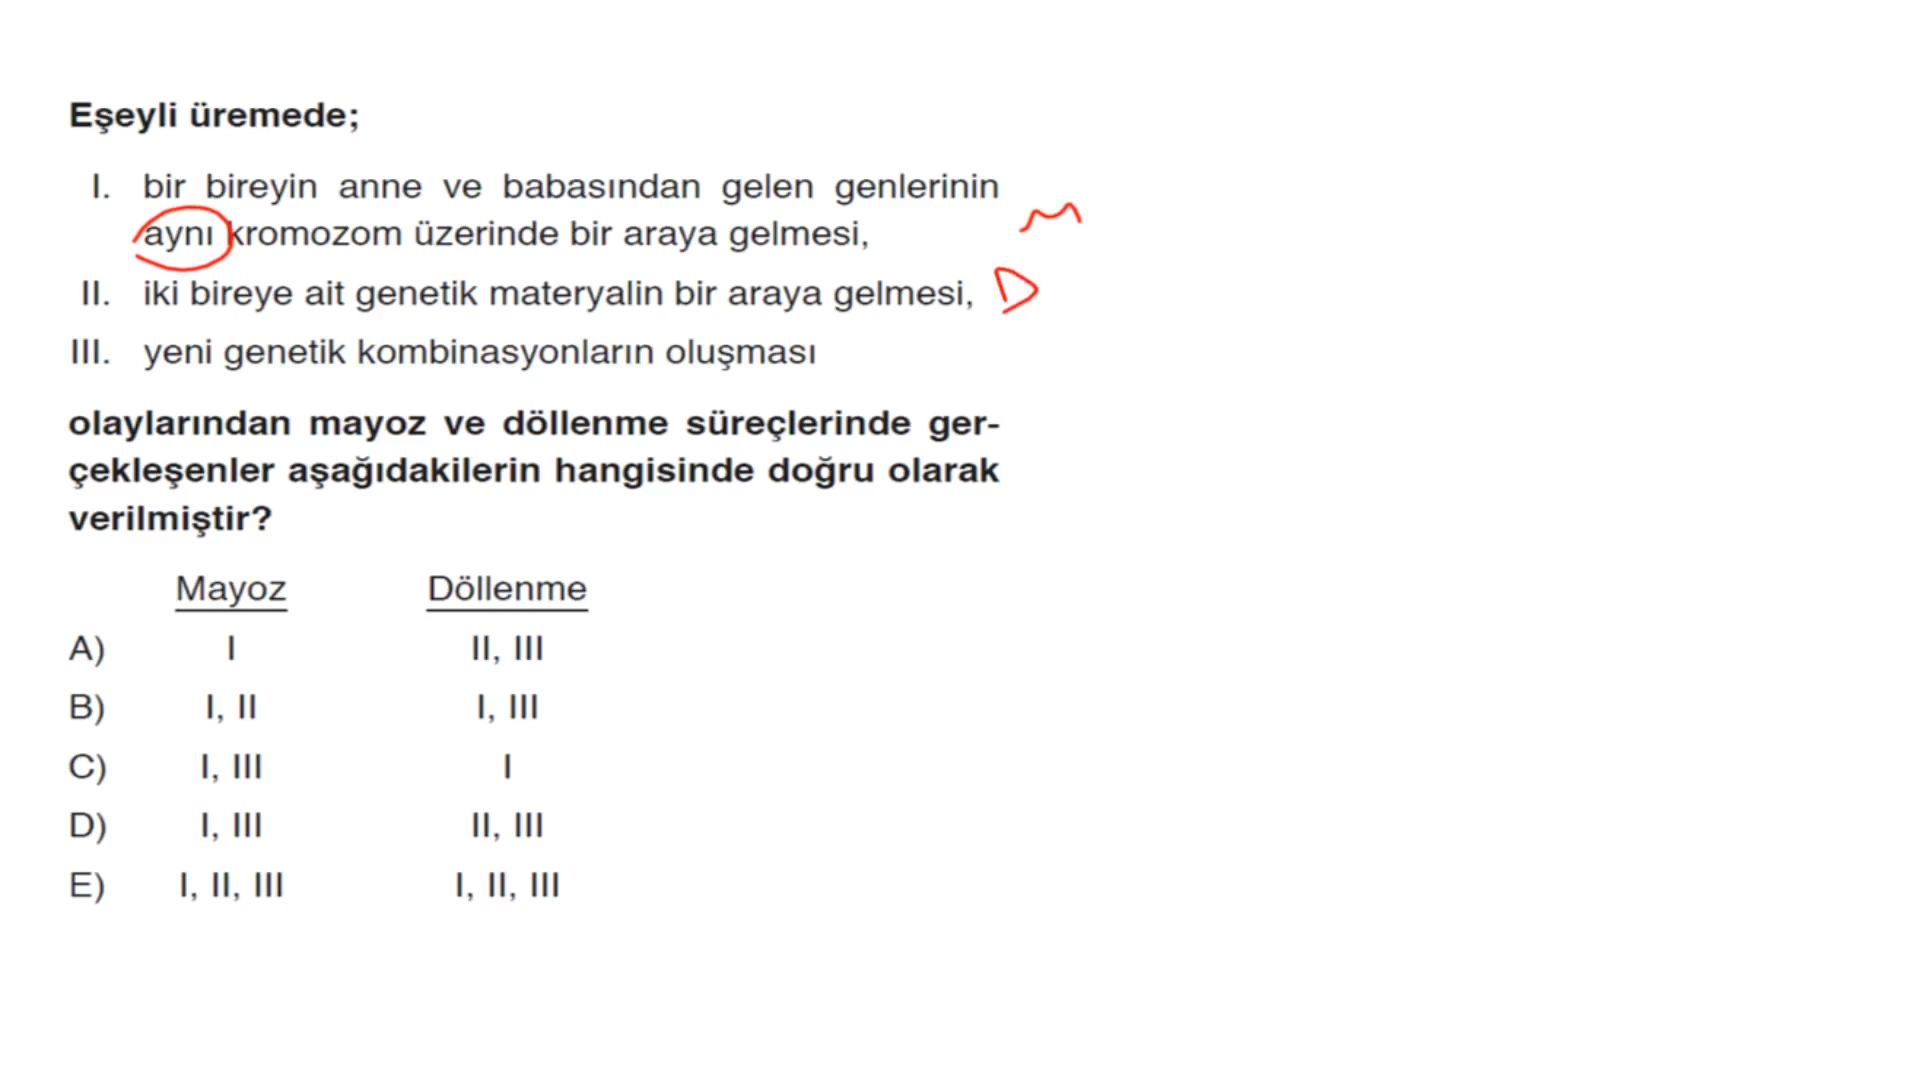 Eşeyli üremede;
I. bir bireyin anne ve babasından gelen genlerinin
aynı kromozom üzerinde bir araya gelmesi, m
II. iki bireye ait genetik materyalin bir araya gelmesi, D
III. yeni genetik kombinasyonların oluşması
olaylarından mayoz ve döllenme süreçlerinde ger-
çekleşenler aşağıdakilerin hangisinde doğru olarak
verilmiştir?
Mayoz Döllenme
A) I II, III
B) I, II I, III
C) I, III I
D) I, III II, III
E) I, II, III I, II, III